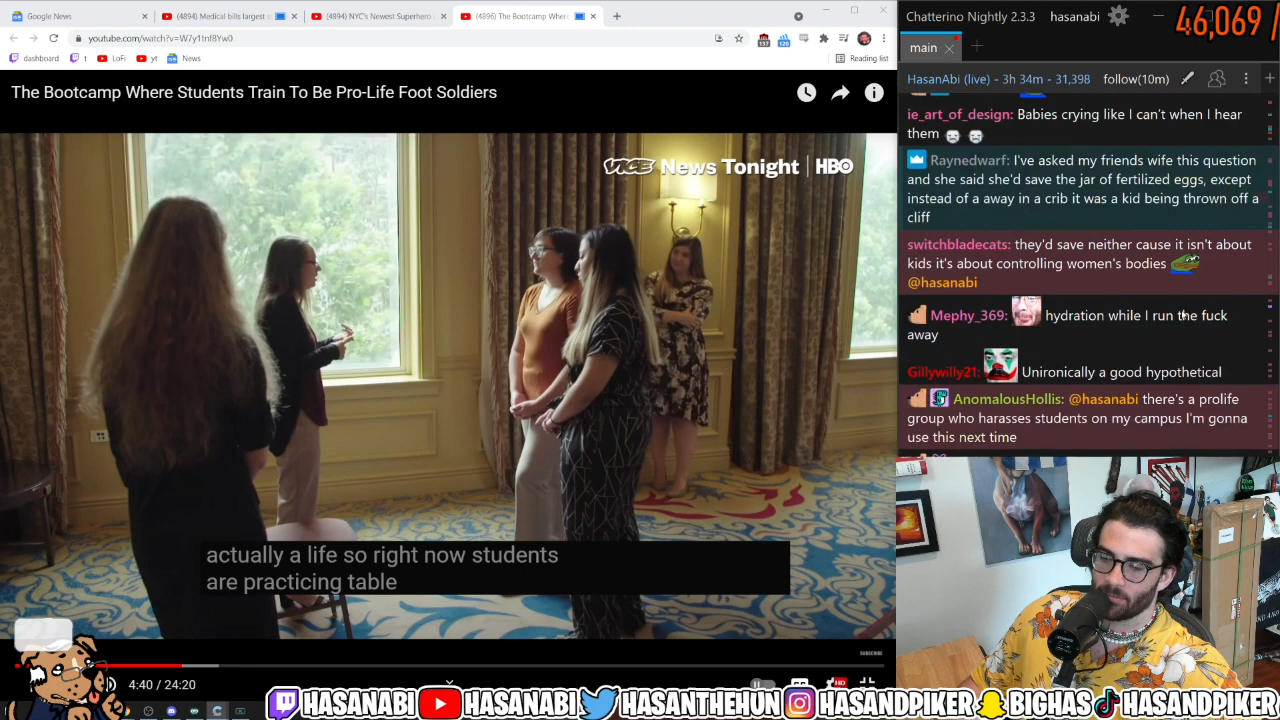 Google News
(4894) Medical bills largest s
(4894) NYC's Newest Superhero
(4896) The Bootcamp Where
youtube.com/watch?v=W7y1tnf8Yw0
137
120
dashboard
t
LoFi
yt
News
Reading list
The Bootcamp Where Students Train To Be Pro-Life Foot Soldiers
VICE News Tonight | HBO
actually a life so right now students
are practicing table
SUBSCRIBE
4:40 / 24:20
HD
Chatterino Nightly 2.3.3
hasanabi
46,069 /
main
HasanAbi (live) - 3h 34m - 31,398
follow(10m)
ie_art_of_design: Babies crying like I can't when I hear
them
Raynedwarf: I've asked my friends wife this question
and she said she'd save the jar of fertilized eggs, except
instead of a away in a crib it was a kid being thrown off a
cliff
switchbladecats: they'd save neither cause it isn't about
kids it's about controlling women's bodies
@hasanabi
Mephy_369: hydration while I run the fuck
away
Gillywilly21: Unironically a good hypothetical
AnomalousHollis: @hasanabi there's a prolife
group who harasses students on my campus I'm gonna
use this next time
HASANABI
HASANABI
HASANTHEHUN
HASANDPIKER
BIGHAS
HASANDPIKER